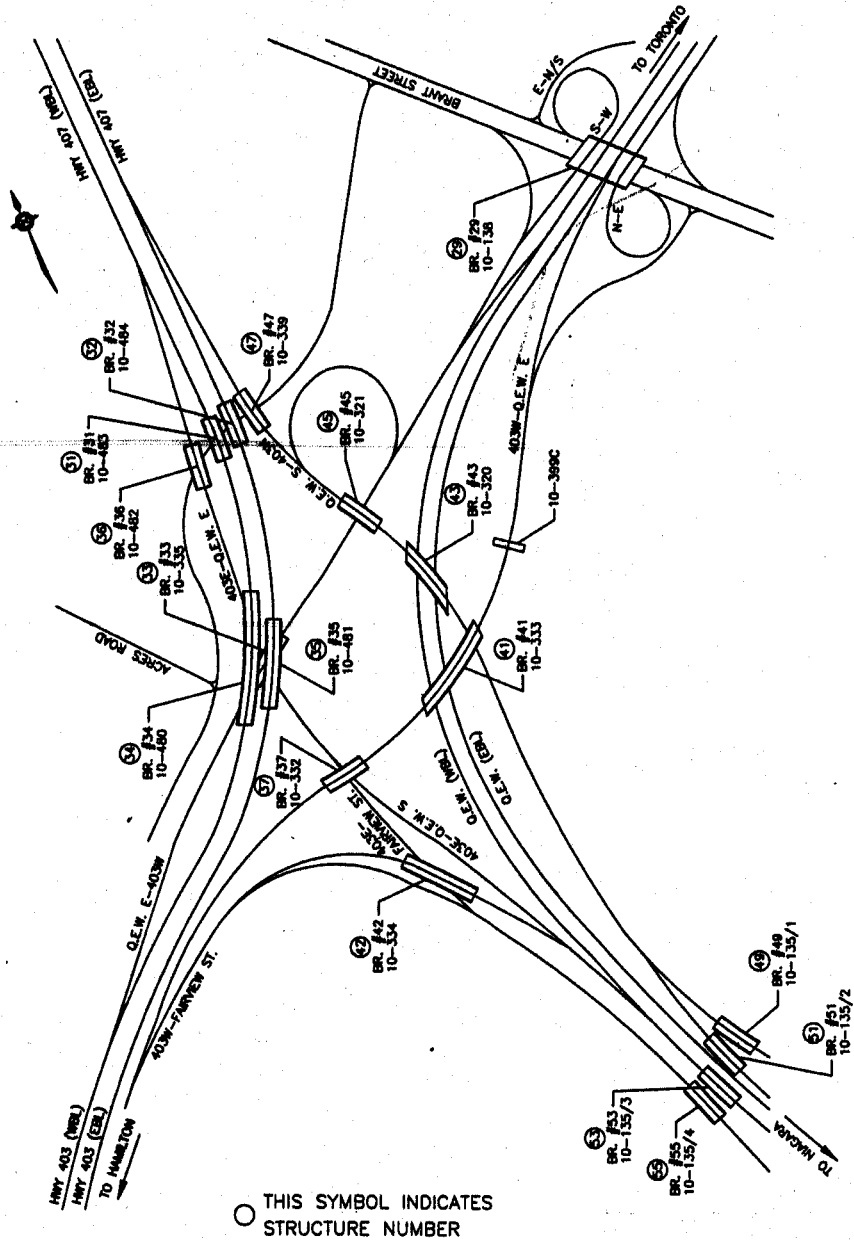 HWY 407 (WBL)
HWY 407 (EBL)
BRANT STREET
E-N/S
S-W
TO TORONTO
N-E
29
BR. #29
10-138
32
BR. #32
10-484
47
BR. #47
10-339
31
BR. #31
10-483
45
BR. #45
10-321
Q.E.W. S-403W
403W-Q.E.W. E
36
BR. #36
10-482
403E-Q.E.W. E
43
BR. #43
10-320
10-399C
33
BR. #33
10-335
ACRES ROAD
35
BR. #35
10-481
41
BR. #41
10-333
34
BR. #34
10-480
37
BR. #37
10-332
Q.E.W. (WBL)
Q.E.W. (EBL)
403E-
FAIRVIEW ST.
403E-Q.E.W. S
Q.E.W. E-403W
403W-FAIRVIEW ST.
42
BR. #42
10-334
49
BR. #49
10-135/1
51
BR. #51
10-135/2
53
BR. #53
10-135/3
55
BR. #55
10-135/4
HWY 403 (WBL)
HWY 403 (EBL)
TO HAMILTON
TO NIAGARA
THIS SYMBOL INDICATES
STRUCTURE NUMBER